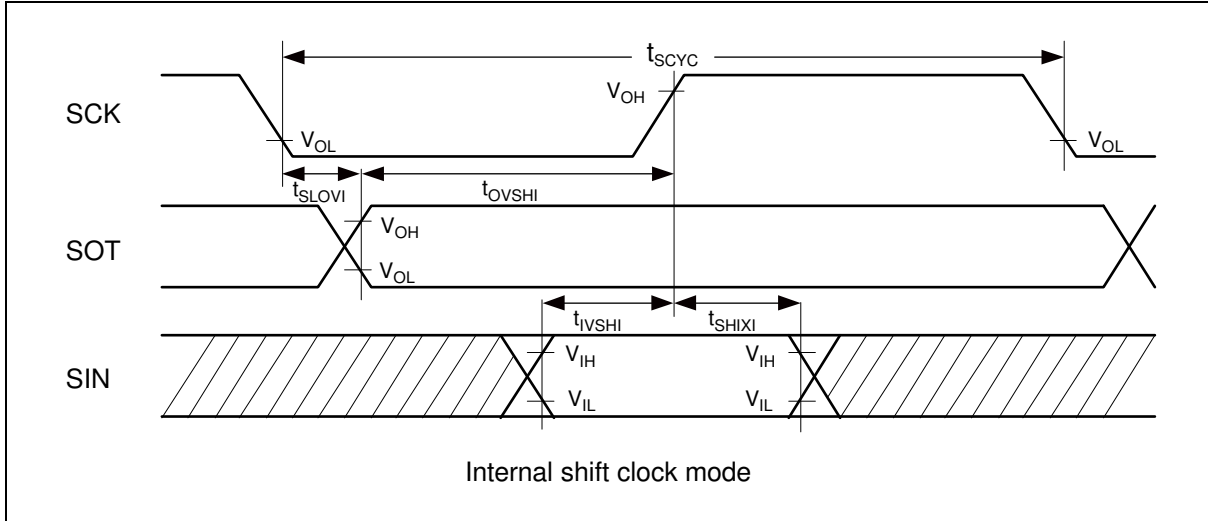 tSCYC
SCK
VOH
VOL
VOL
tSLOVI
tOVSHI
SOT
VOH
VOL
tIVSHI
tSHIXI
SIN
VIH
VIH
VIL
VIL
Internal shift clock mode